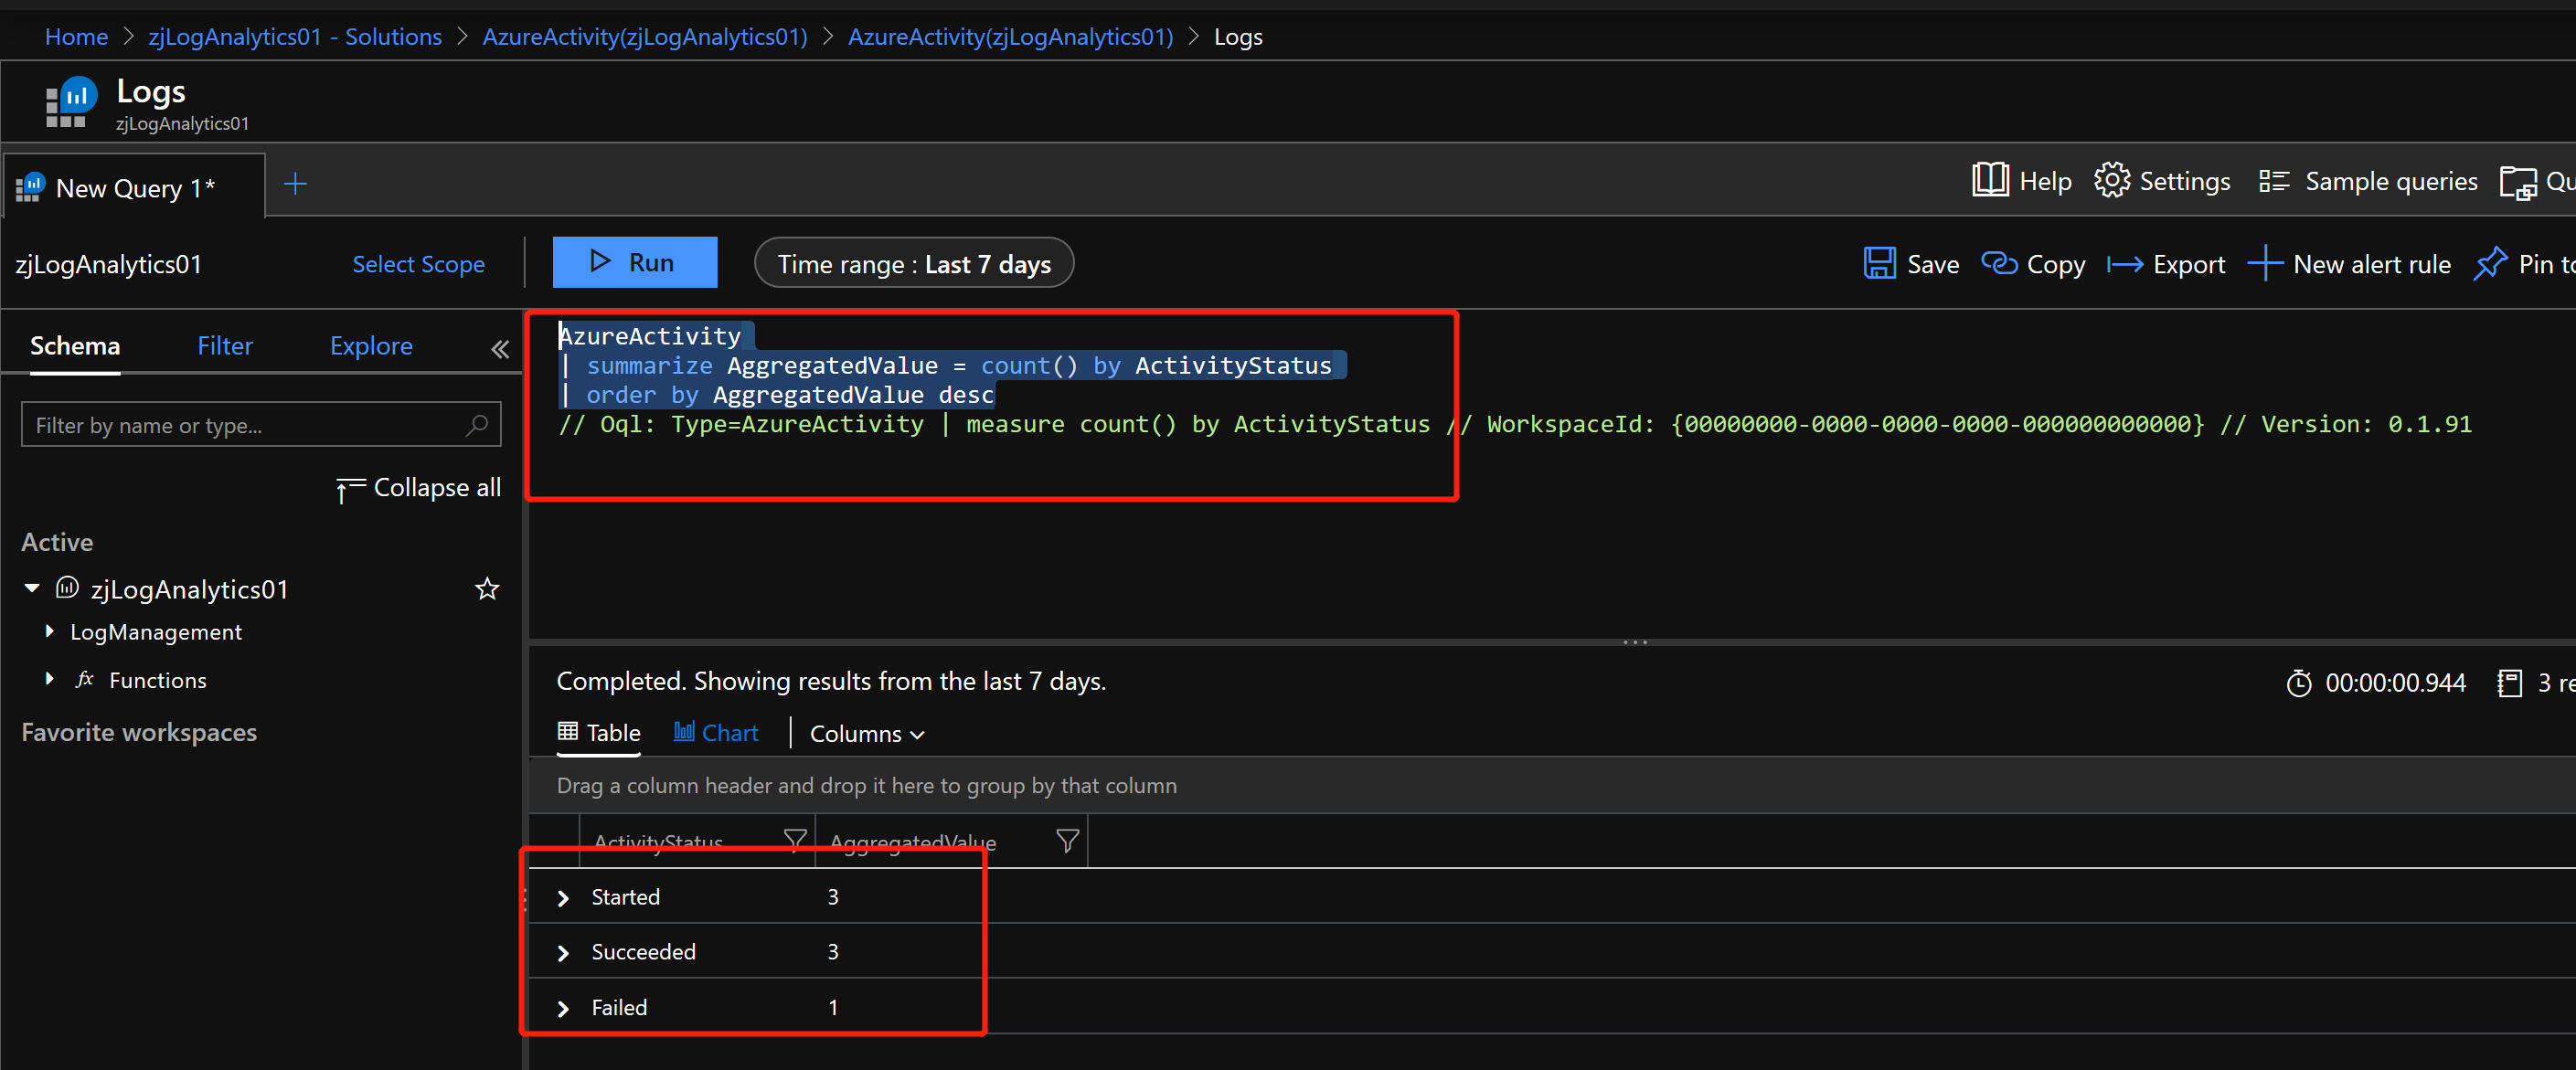 Home > zjLogAnalytics01 - Solutions > AzureActivity(zjLogAnalytics01) > AzureActivity(zjLogAnalytics01) > Logs
Logs
zjLogAnalytics01
New Query 1*
Help Settings Sample queries
zjLogAnalytics01 Select Scope Run Time range : Last 7 days Save Copy Export New alert rule Pin
Schema Filter Explore «
Filter by name or type...
Collapse all
Active
zjLogAnalytics01
LogManagement
fx Functions
Favorite workspaces
AzureActivity
| summarize AggregatedValue = count() by ActivityStatus
| order by AggregatedValue desc
// Oql: Type=AzureActivity | measure count() by ActivityStatus // WorkspaceId: {00000000-0000-0000-0000-000000000000} // Version: 0.1.91
Completed. Showing results from the last 7 days. 00:00:00.944 3
Table Chart Columns
Drag a column header and drop it here to group by that column
ActivityStatus AggregatedValue
Started 3
Succeeded 3
Failed 1